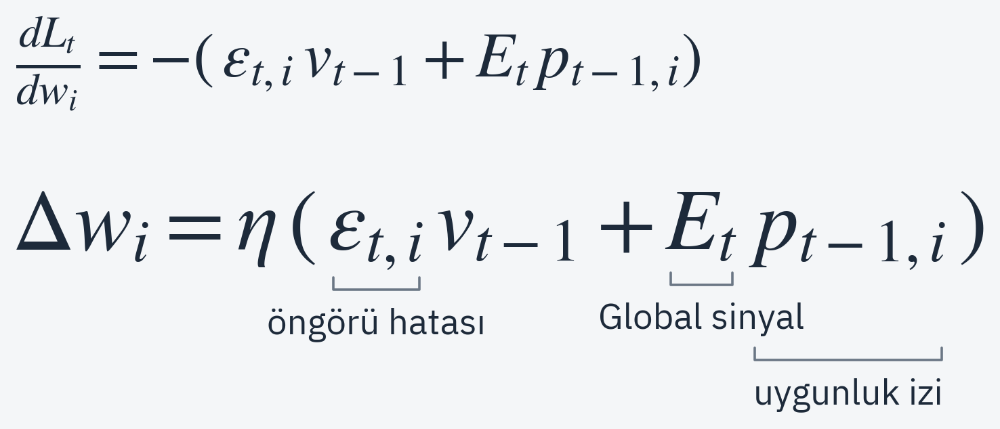 dL_t/dw_i = −(ε_{t,i} v_{t−1} + E_t p_{t−1,i})
Δw_i = η(ε_{t,i} v_{t−1} + E_t p_{t−1,i})
öngörü hatası Global sinyal
uygunluk izi